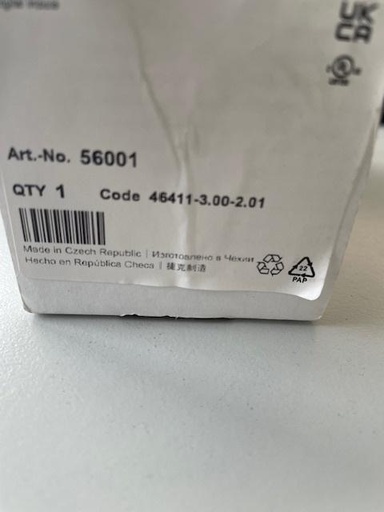 UK
CA
Art.-No. 56001
QTY 1 Code 46411-3.00-2.01
Made in Czech Republic | Изготовлено в Чехии
Hecho en República Checa | 捷克制造
22
PAP